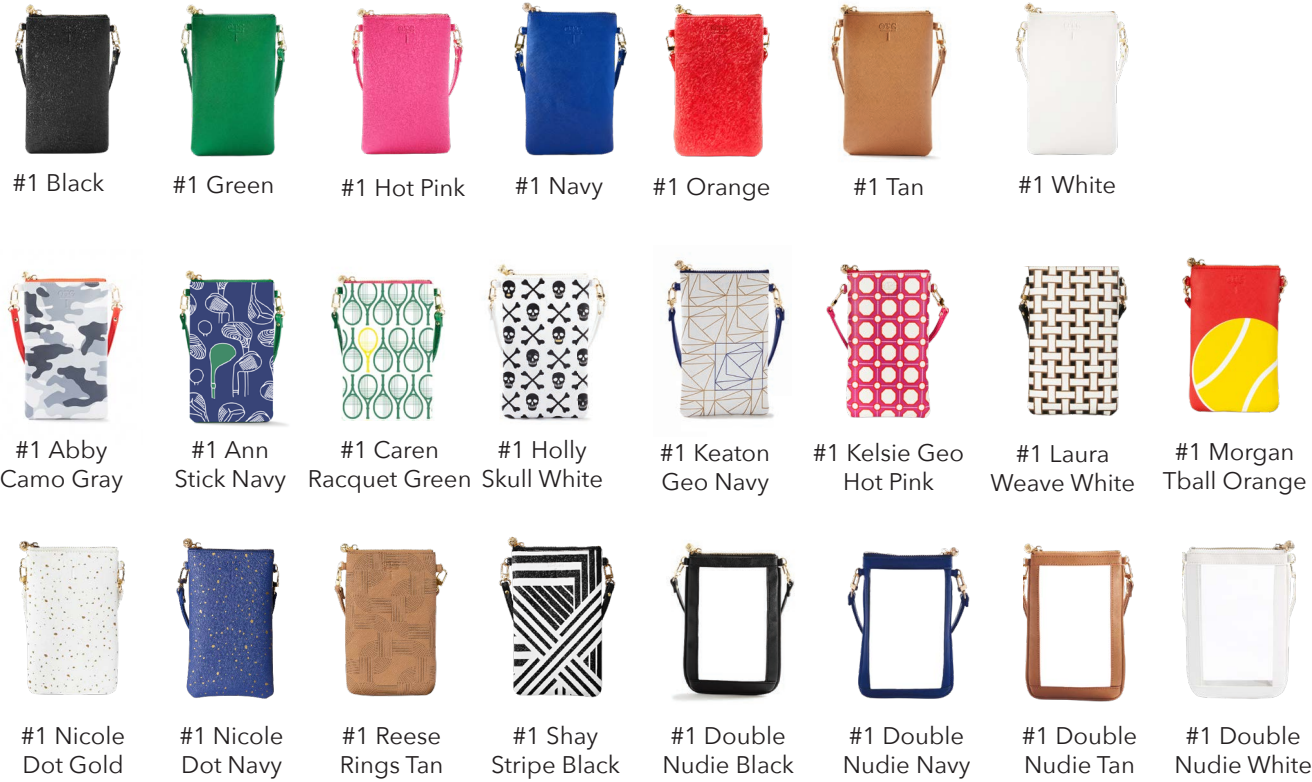 #1 Black
#1 Green
#1 Hot Pink
#1 Navy
#1 Orange
#1 Tan
#1 White
#1 Abby
Camo Gray
#1 Ann
Stick Navy
#1 Caren
Racquet Green
#1 Holly
Skull White
#1 Keaton
Geo Navy
#1 Kelsie Geo
Hot Pink
#1 Laura
Weave White
#1 Morgan
Tball Orange
#1 Nicole
Dot Gold
#1 Nicole
Dot Navy
#1 Reese
Rings Tan
#1 Shay
Stripe Black
#1 Double
Nudie Black
#1 Double
Nudie Navy
#1 Double
Nudie Tan
#1 Double
Nudie White